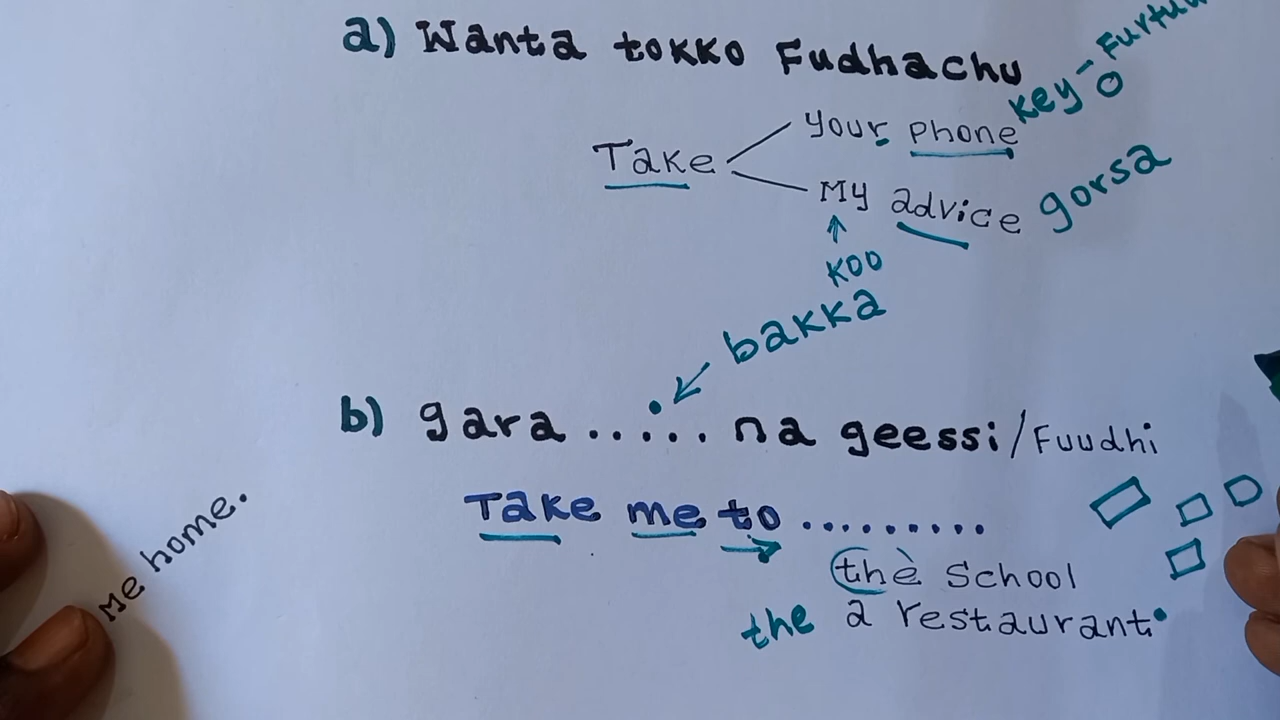 a) Wanta tokko Fudhachu
key -
Take
your phone
My advice gorsa
koo
bakka
b) gara ..... na geessi/Fuudhi
Take me to .........
the School
the a restaurant.
Me home.